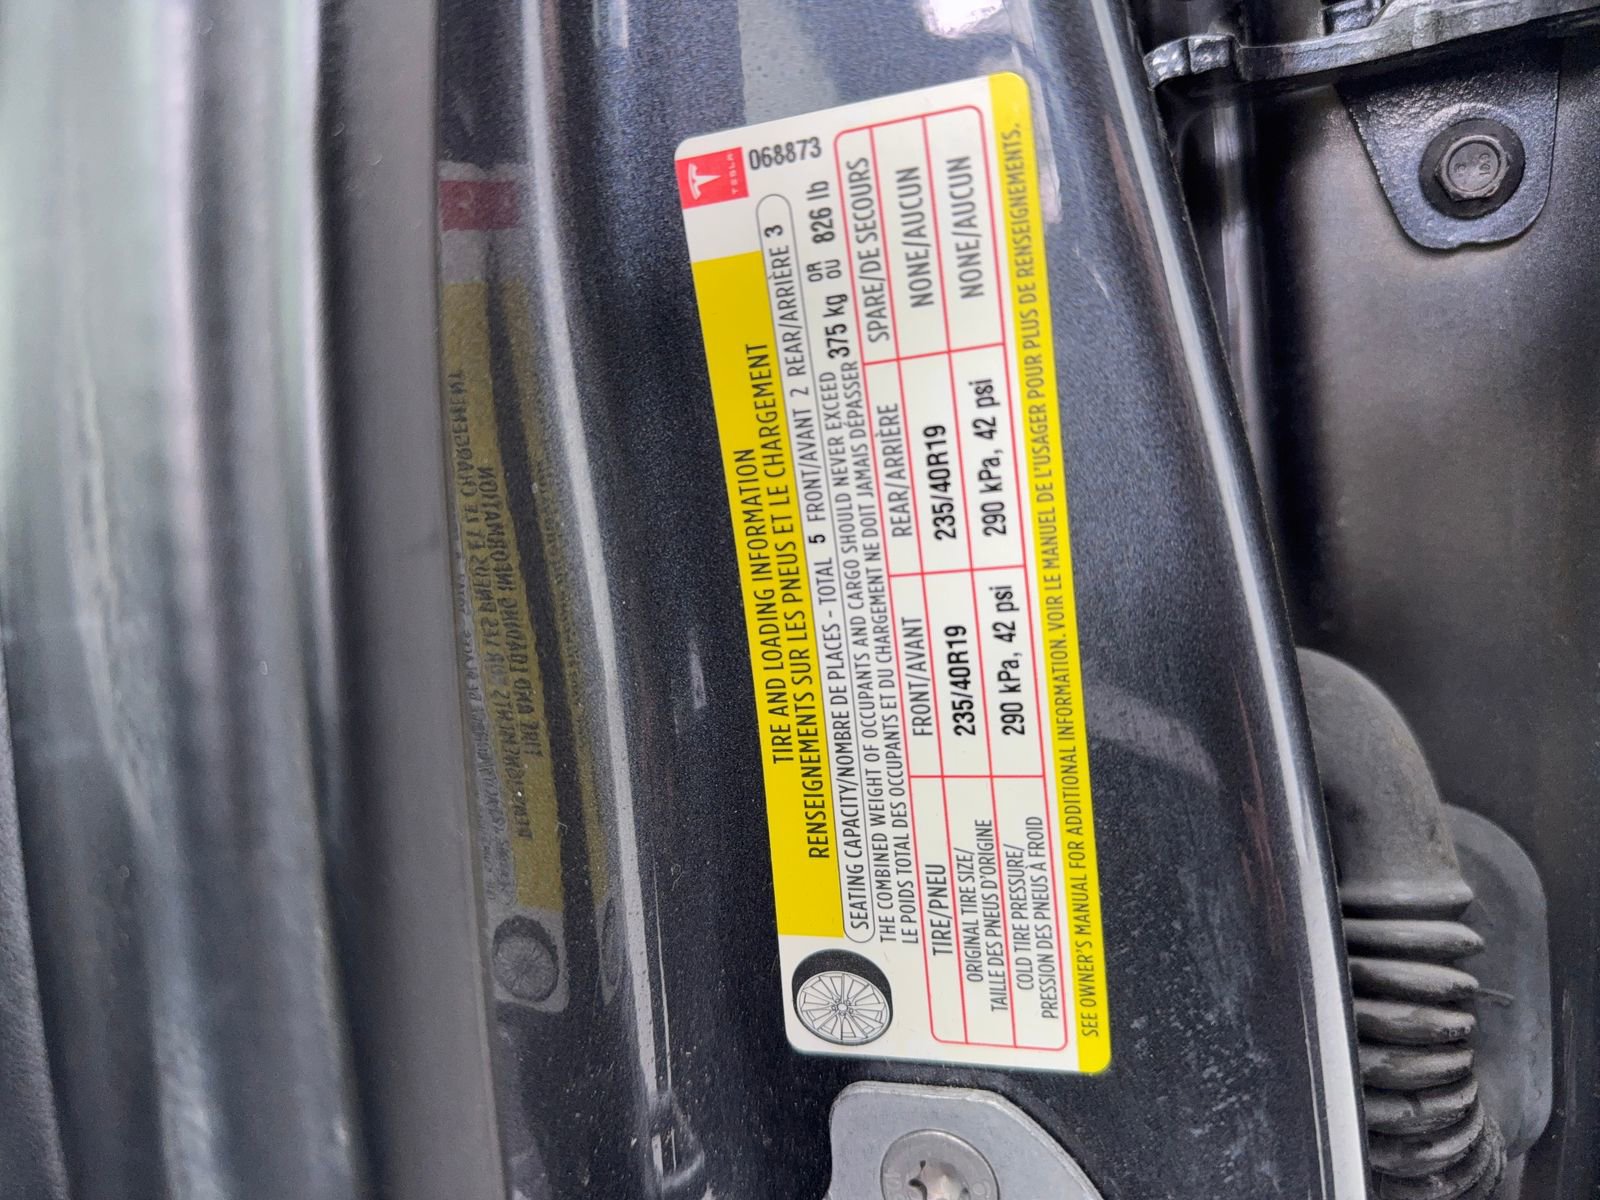 TESLA
068873
TIRE AND LOADING INFORMATION
RENSEIGNEMENTS SUR LES PNEUS ET LE CHARGEMENT
SEATING CAPACITY/NOMBRE DE PLACES - TOTAL 5 FRONT/AVANT 2 REAR/ARRIÈRE 3
THE COMBINED WEIGHT OF OCCUPANTS AND CARGO SHOULD NEVER EXCEED
LE POIDS TOTAL DES OCCUPANTS ET DU CHARGEMENT NE DOIT JAMAIS DÉPASSER
375 kg OR OU 826 lb
TIRE/PNEU FRONT/AVANT REAR/ARRIÈRE SPARE/DE SECOURS
ORIGINAL TIRE SIZE/
TAILLE DES PNEUS D'ORIGINE
235/40R19 235/40R19 NONE/AUCUN
COLD TIRE PRESSURE/
PRESSION DES PNEUS À FROID
290 kPa, 42 psi 290 kPa, 42 psi NONE/AUCUN
SEE OWNER'S MANUAL FOR ADDITIONAL INFORMATION. VOIR LE MANUEL DE L'USAGER POUR PLUS DE RENSEIGNEMENTS.